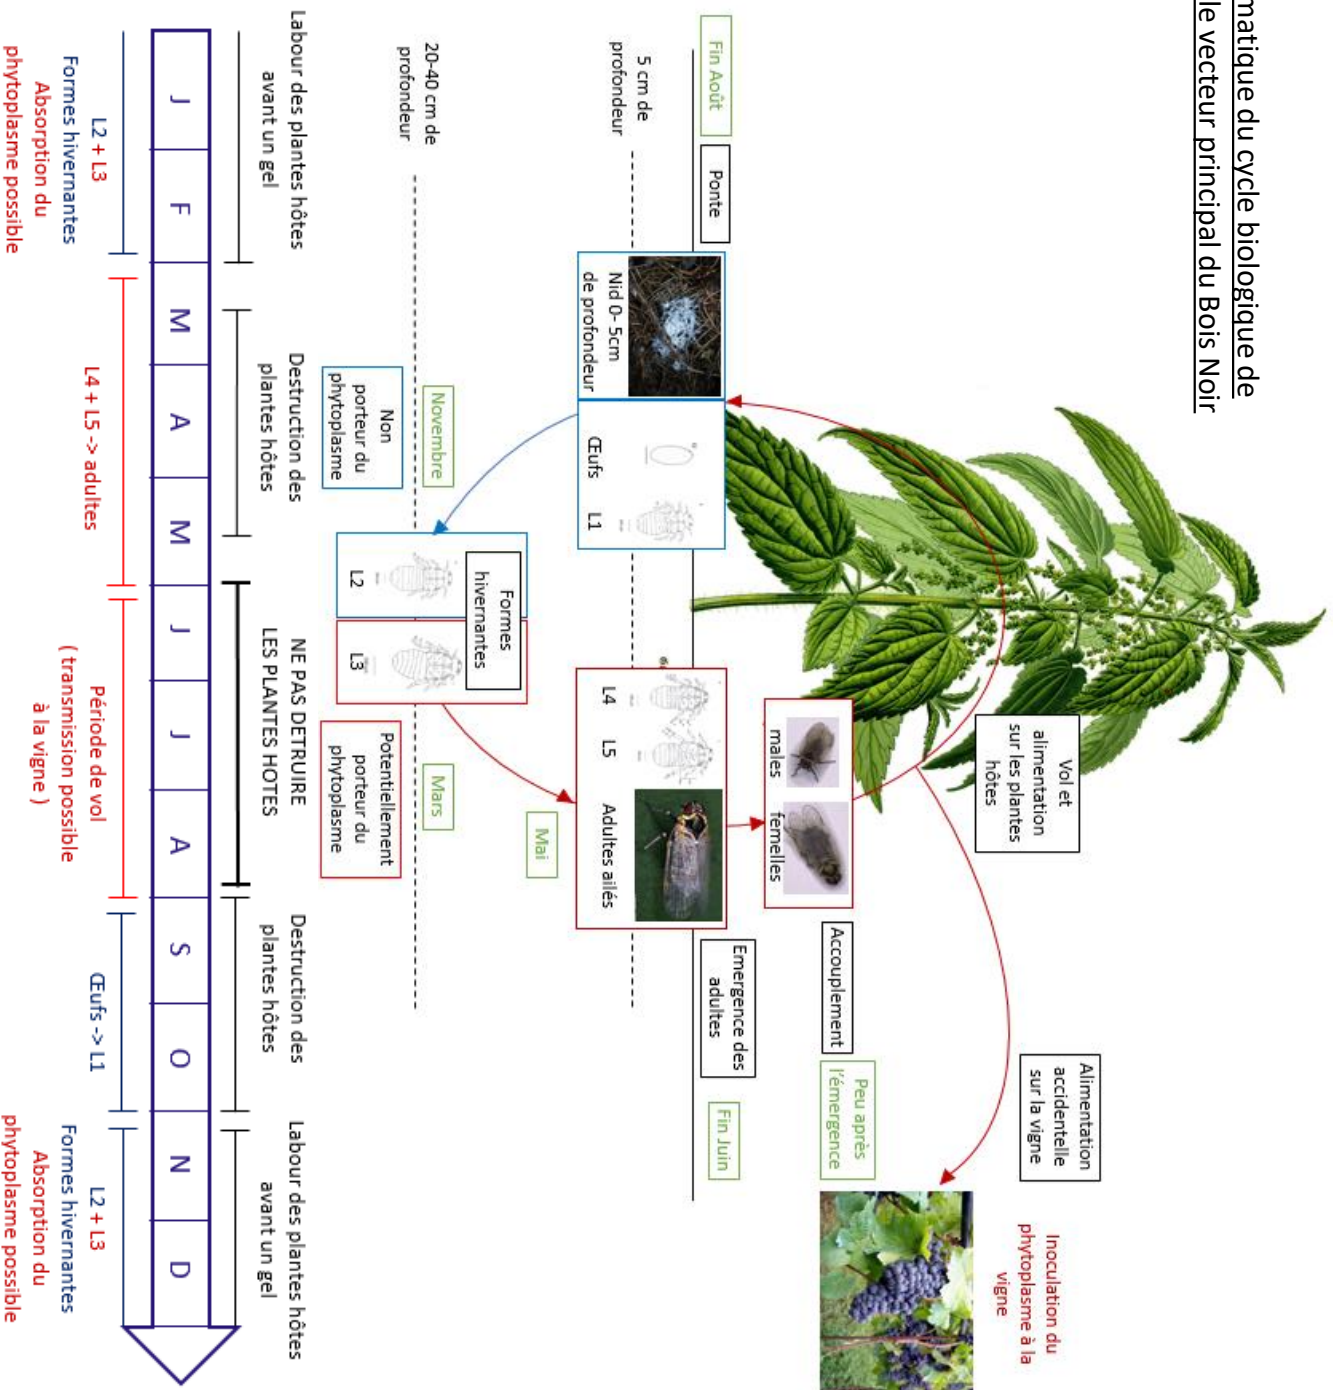 matique du cycle biologique de
le vecteur principal du Bois Noir
Vol et
alimentation
sur les plantes
hôtes
Alimentation
accidentelle
sur la vigne
Inoculation du
phytoplasme à la
vigne
males
femelles
Accouplement
Peu après
l'émergence
Fin Août
Ponte
Emergence des
adultes
Fin Juin
5 cm de
profondeur
Nid 0- 5cm
de profondeur
Œufs
L1
L4
L5
Adultes ailés
Mai
20-40 cm de
profondeur
Novembre
Formes
hivernantes
L2
L3
Mars
Non
porteur du
phytoplasme
Potentiellement
porteur du
phytoplasme
Labour des plantes hôtes
avant un gel
Destruction des
plantes hôtes
NE PAS DETRUIRE
LES PLANTES HOTES
Destruction des
plantes hôtes
Labour des plantes hôtes
avant un gel
J F M A M J J A S O N D
L2 + L3
Formes hivernantes
Absorption du
phytoplasme possible
L4 + L5 -> adultes
Période de vol
( transmission possible
à la vigne )
Œufs -> L1
L2 + L3
Formes hivernantes
Absorption du
phytoplasme possible